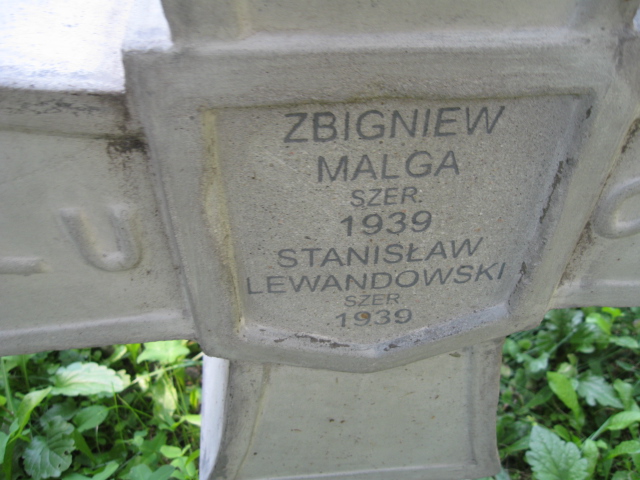 ZBIGNIEW
MALGA
SZER.
1939
STANISŁAW
LEWANDOWSKI
SZER.
1939